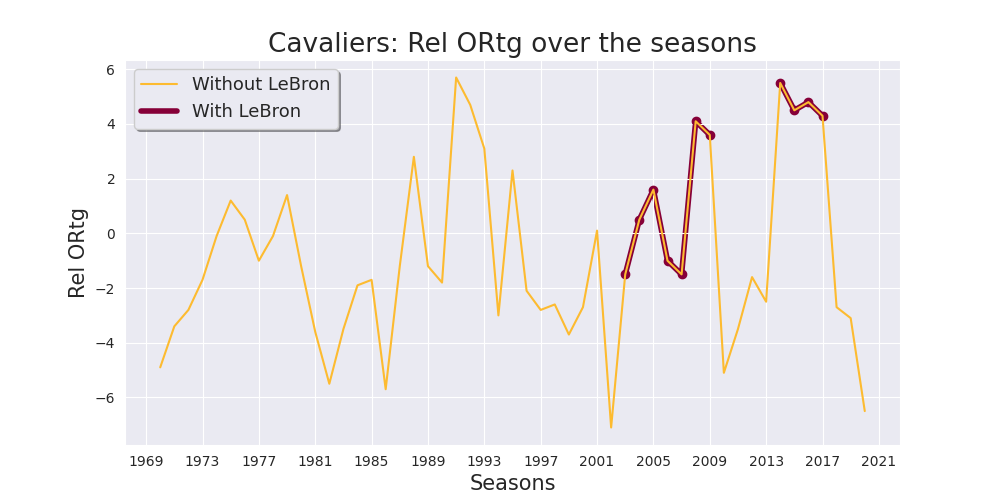 Cavaliers: Rel ORtg over the seasons
Without LeBron
With LeBron
6
4
2
0
−2
−4
−6
Rel ORtg
1969 1973 1977 1981 1985 1989 1993 1997 2001 2005 2009 2013 2017 2021
Seasons